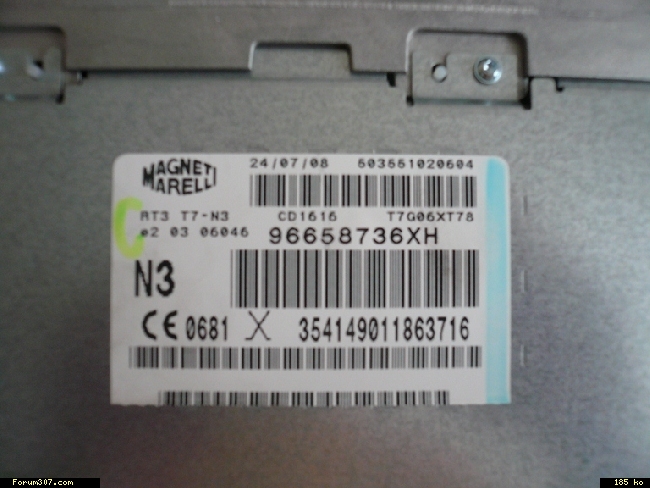 MAGNETI
MARELLI
24/07/08 503561020604
RT3 T7-N3 CD1616 T7G06XT78
e2 03 06046 96658736XH
N3
CE 0681 354149011863716
Forum307.com
185 ko